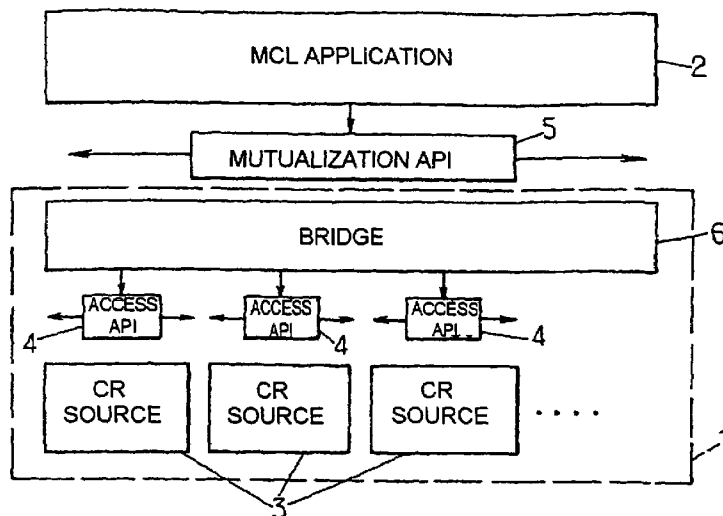 MCL APPLICATION
2
5
MUTUALIZATION API
BRIDGE
6
ACCESS API
ACCESS API
ACCESS API
4
4
4
CR SOURCE
CR SOURCE
CR SOURCE
....
3